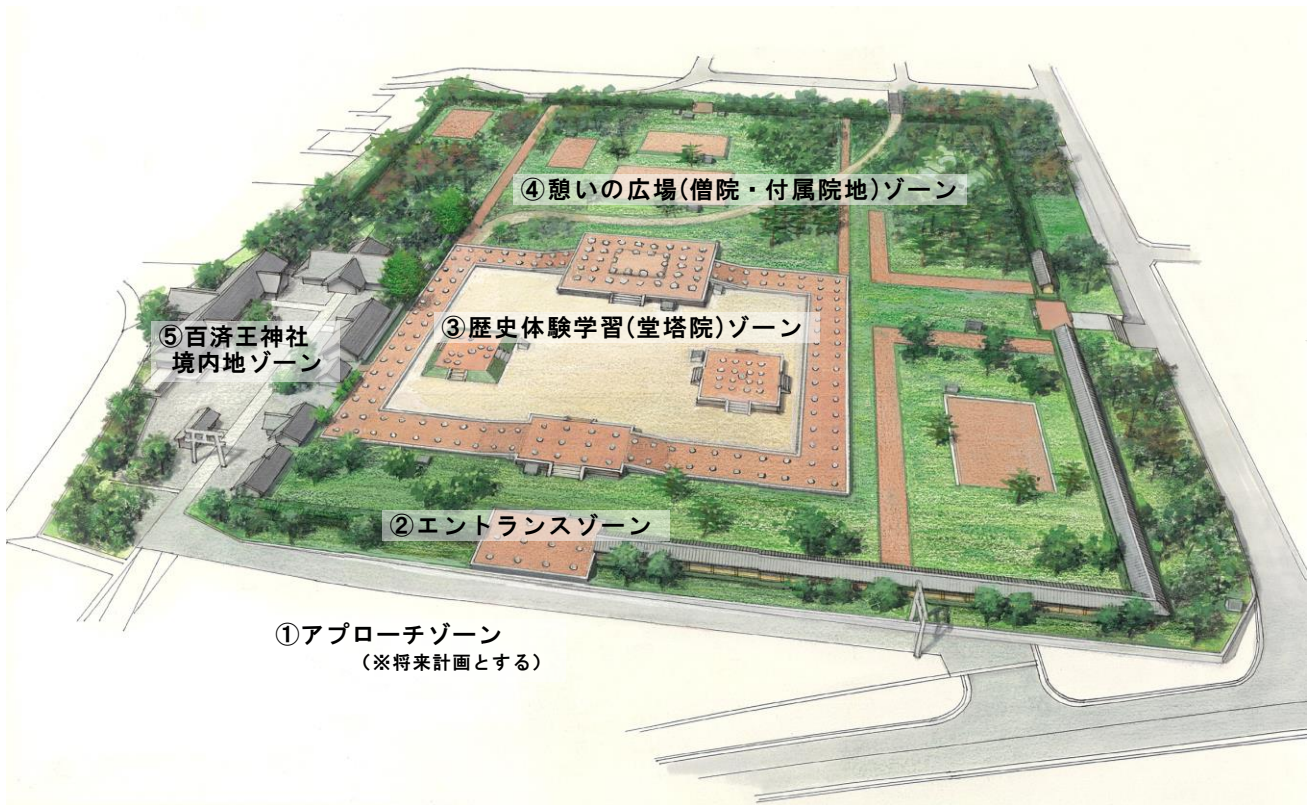 ④憩いの広場(僧院・付属院地)ゾーン
③歴史体験学習(堂塔院)ゾーン
⑤百済王神社
境内地ゾーン
②エントランスゾーン
①アプローチゾーン
(※将来計画とする)